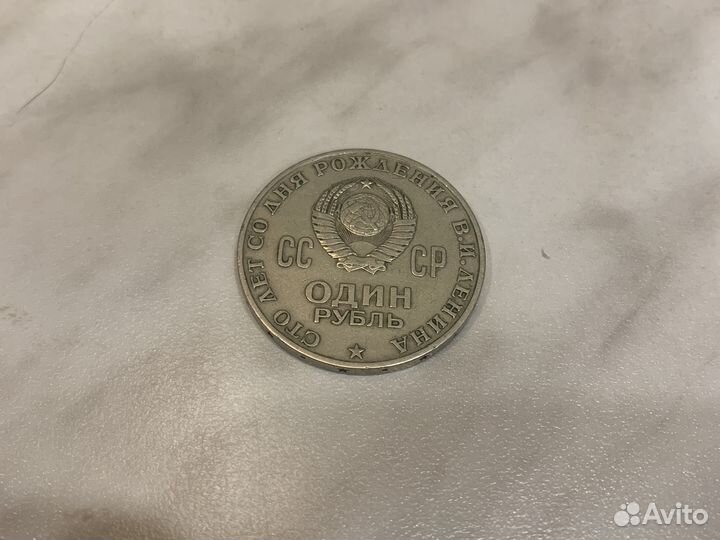 СТО ЛЕТ СО ДНЯ РОЖДЕНИЯ В.И.ЛЕНИНА
СС СР
ОДИН
РУБЛЬ
Avito